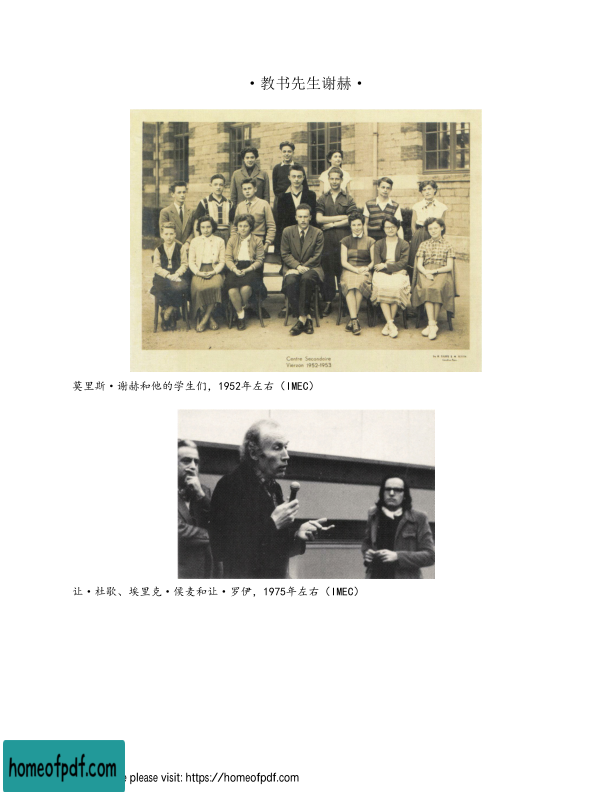 ·教书先生谢赫·
Centre Secondaire
Vierzon 1952-1953
莫里斯·谢赫和他的学生们，1952年左右（IMEC）
让·杜歌、埃里克·侯麦和让·罗伊，1975年左右（IMEC）
homeofpdf.com
e please visit: https://homeofpdf.com